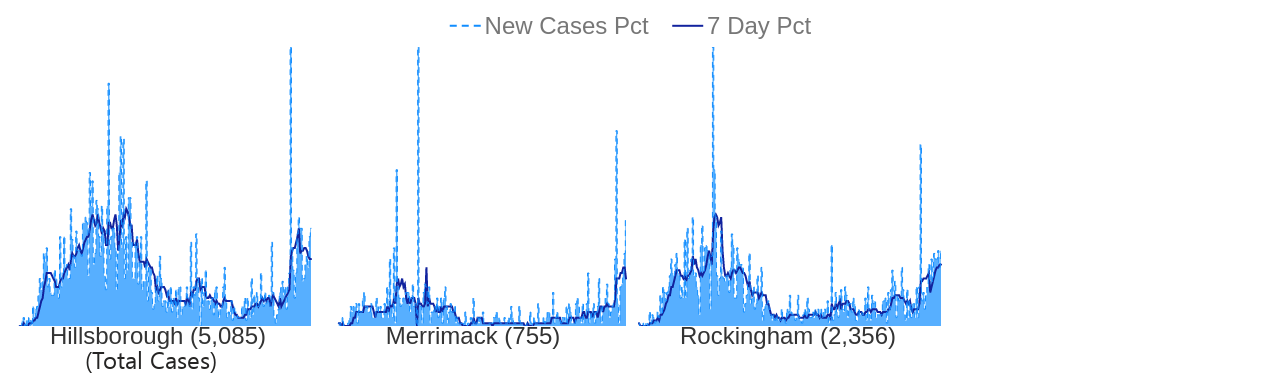 New Cases Pct 7 Day Pct
Hillsborough (5,085) Merrimack (755) Rockingham (2,356)
(Total Cases)